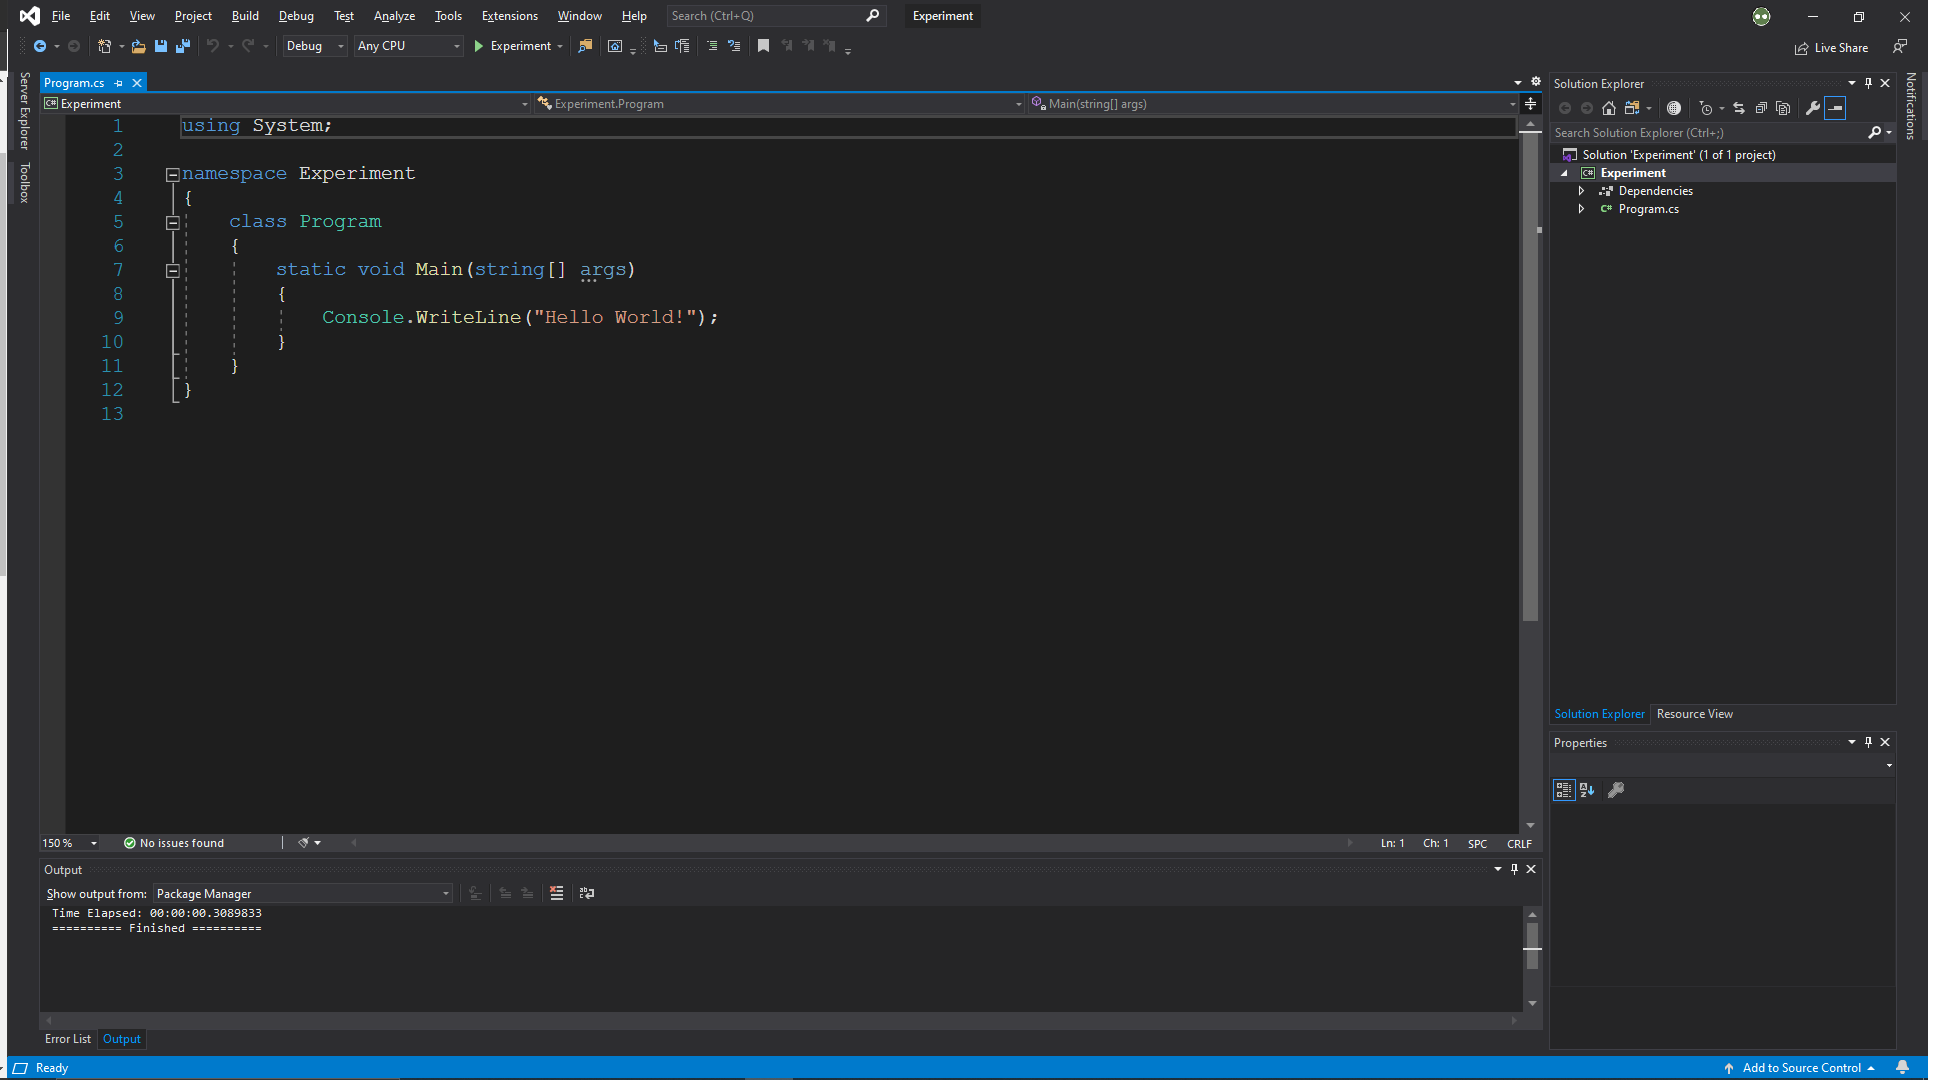 File Edit View Project Build Debug Test Analyze Tools Extensions Window Help Search (Ctrl+Q) Experiment
Debug Any CPU Experiment Live Share
Server Explorer
Toolbox
Program.cs
Experiment Experiment.Program Main(string[] args)
1 using System;
2
3 namespace Experiment
4 {
5 class Program
6 {
7 static void Main(string[] args)
8 {
9 Console.WriteLine("Hello World!");
10 }
11 }
12 }
13
150 % No issues found Ln: 1 Ch: 1 SPC CRLF
Output
Show output from: Package Manager
Time Elapsed: 00:00:00.3089833
========== Finished ==========
Error List Output
Solution Explorer
Search Solution Explorer (Ctrl+;)
Solution 'Experiment' (1 of 1 project)
C# Experiment
Dependencies
C# Program.cs
Solution Explorer Resource View
Properties
Notifications
Ready Add to Source Control